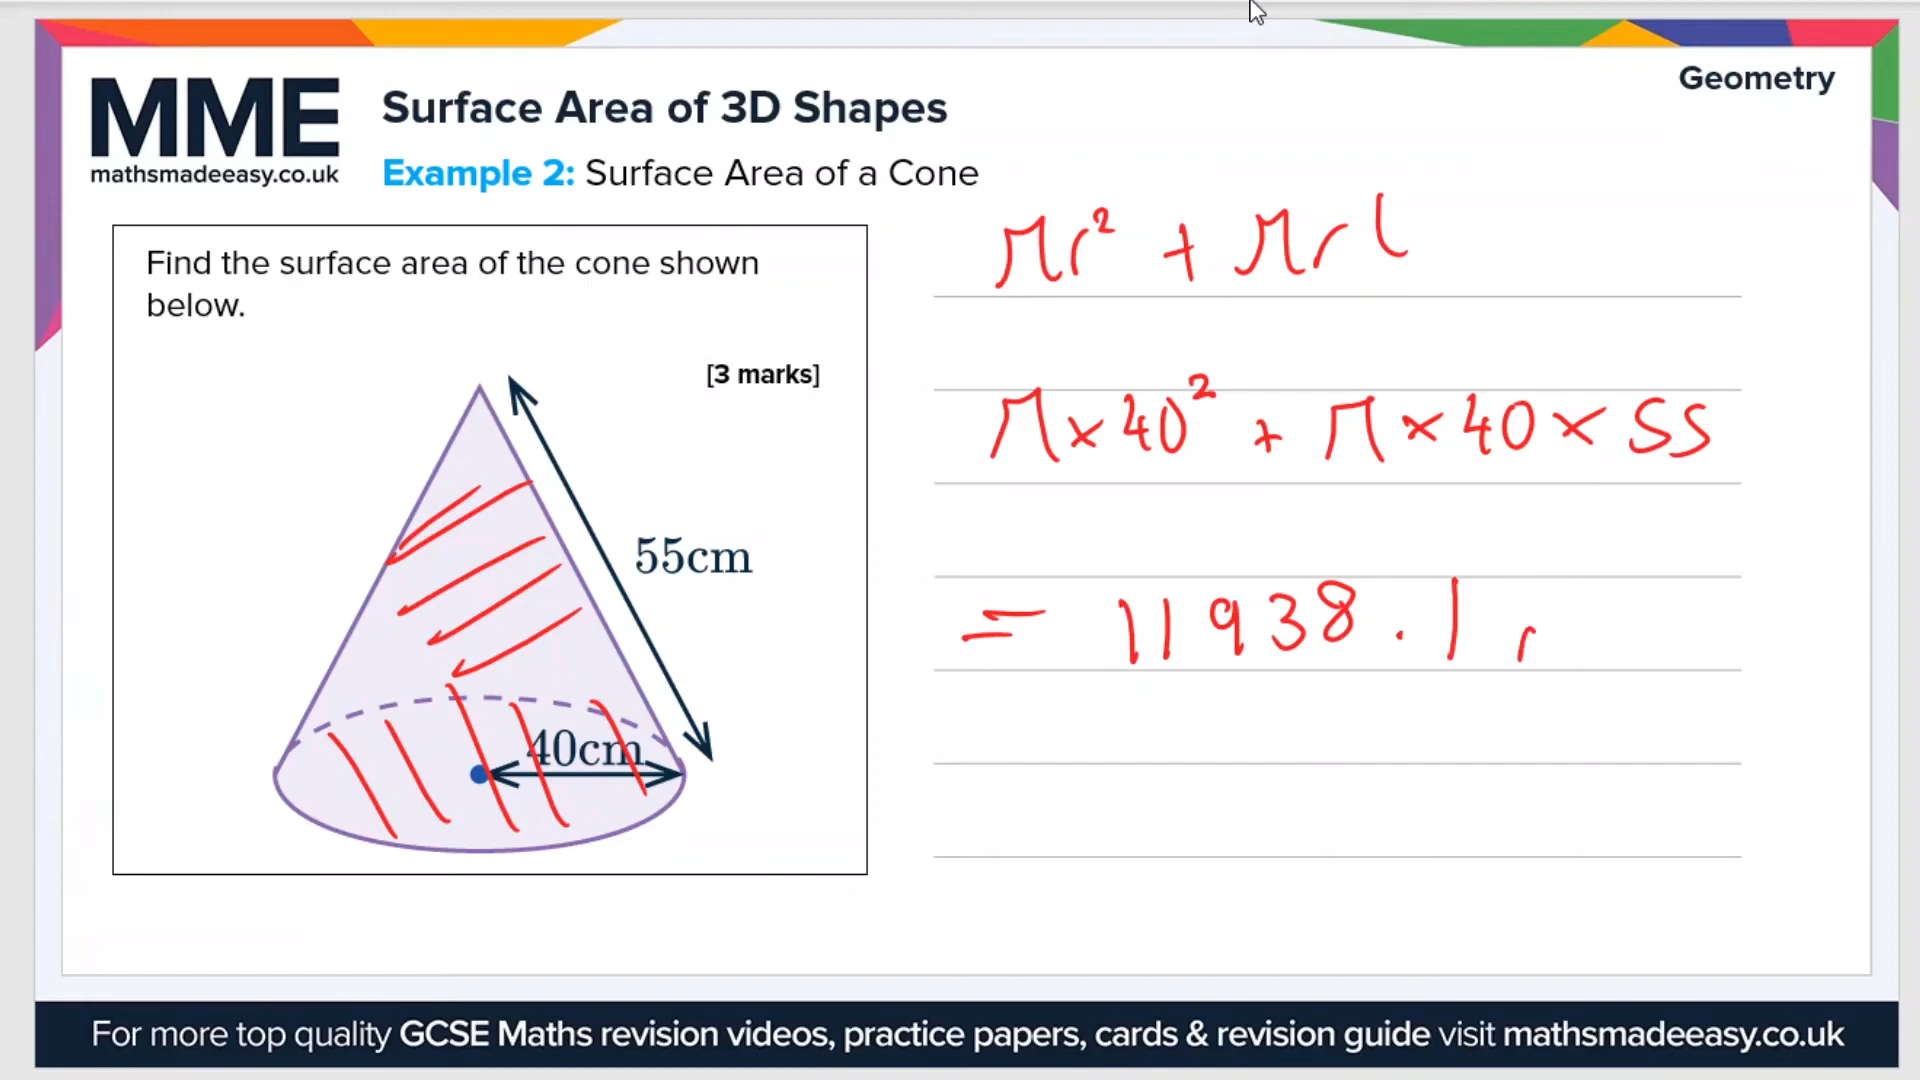 Geometry
MME
mathsmadeeasy.co.uk
Surface Area of 3D Shapes
Example 2: Surface Area of a Cone
Find the surface area of the cone shown
below.
[3 marks]
55cm
40cm
πr² + πrl
π×40² + π×40×55
= 11938.1
For more top quality GCSE Maths revision videos, practice papers, cards & revision guide visit mathsmadeeasy.co.uk